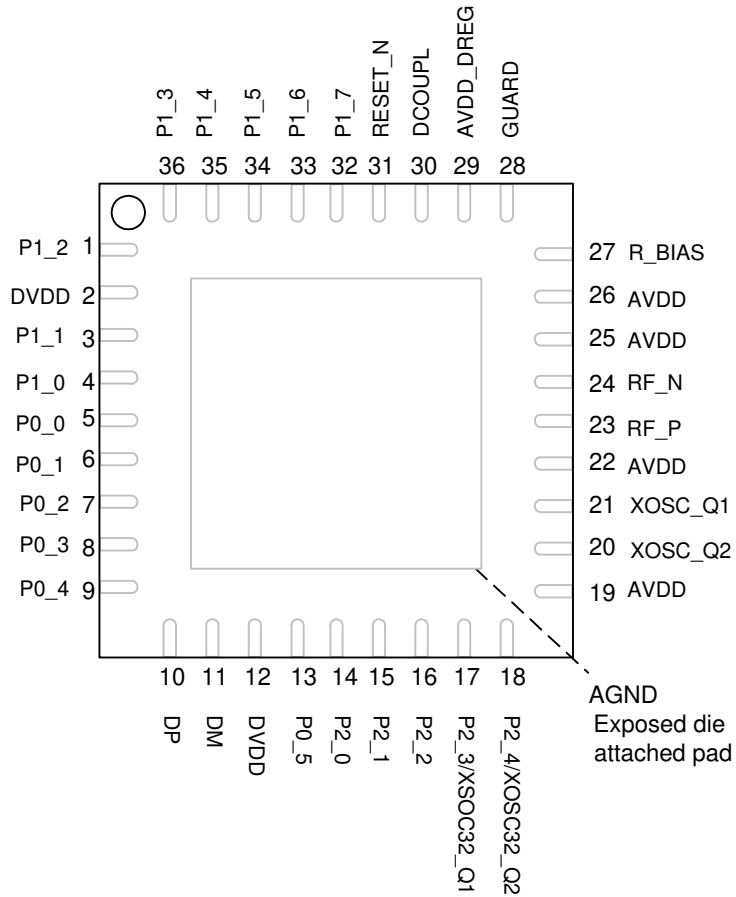 P1_3
P1_4
P1_5
P1_6
P1_7
RESET_N
DCOUPL
AVDD_DREG
GUARD
36
35
34
33
32
31
30
29
28
P1_2 1
DVDD 2
P1_1 3
P1_0 4
P0_0 5
P0_1 6
P0_2 7
P0_3 8
P0_4 9
27 R_BIAS
26 AVDD
25 AVDD
24 RF_N
23 RF_P
22 AVDD
21 XOSC_Q1
20 XOSC_Q2
19 AVDD
10
11
12
13
14
15
16
17
18
DP
DM
DVDD
P0_5
P2_0
P2_1
P2_2
P2_3/XSOC32_Q1
P2_4/XOSC32_Q2
AGND
Exposed die
attached pad